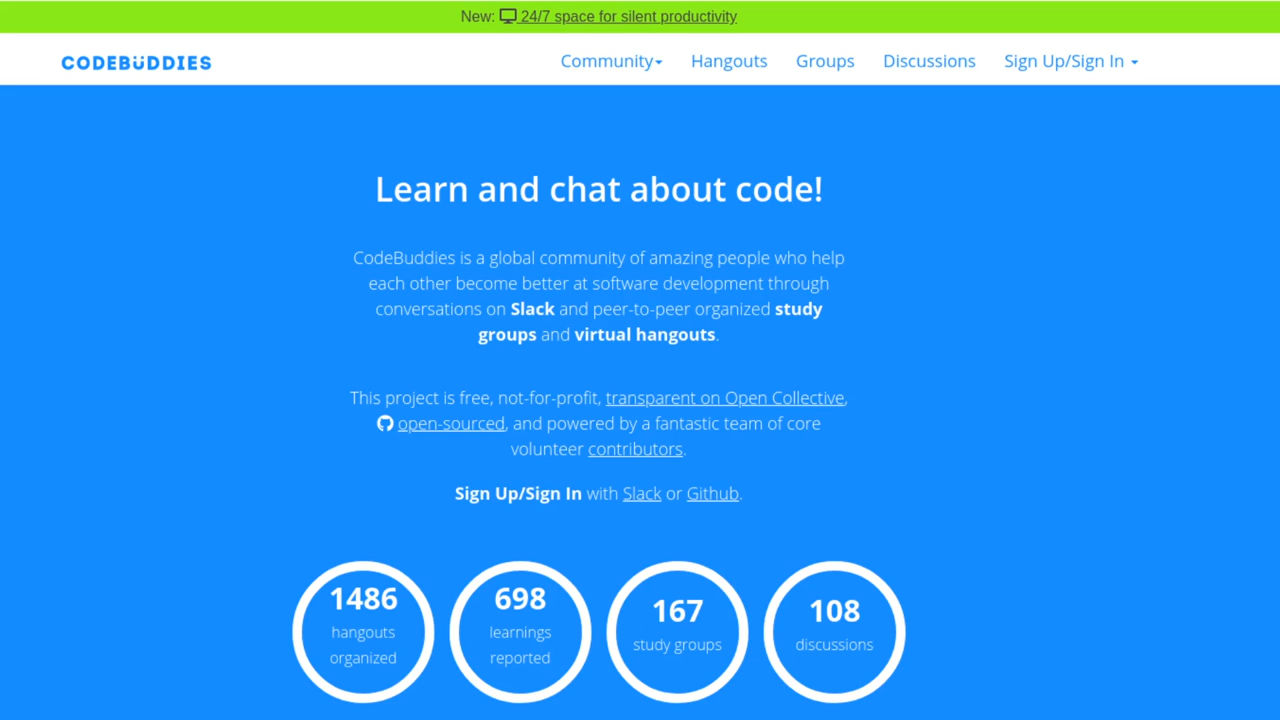 New: 24/7 space for silent productivity
CODEBUDDIES
Community Hangouts Groups Discussions Sign Up/Sign In
Learn and chat about code!
CodeBuddies is a global community of amazing people who help
each other become better at software development through
conversations on Slack and peer-to-peer organized study
groups and virtual hangouts.
This project is free, not-for-profit, transparent on Open Collective,
open-sourced, and powered by a fantastic team of core
volunteer contributors.
Sign Up/Sign In with Slack or Github.
1486
hangouts
organized
698
learnings
reported
167
study groups
108
discussions